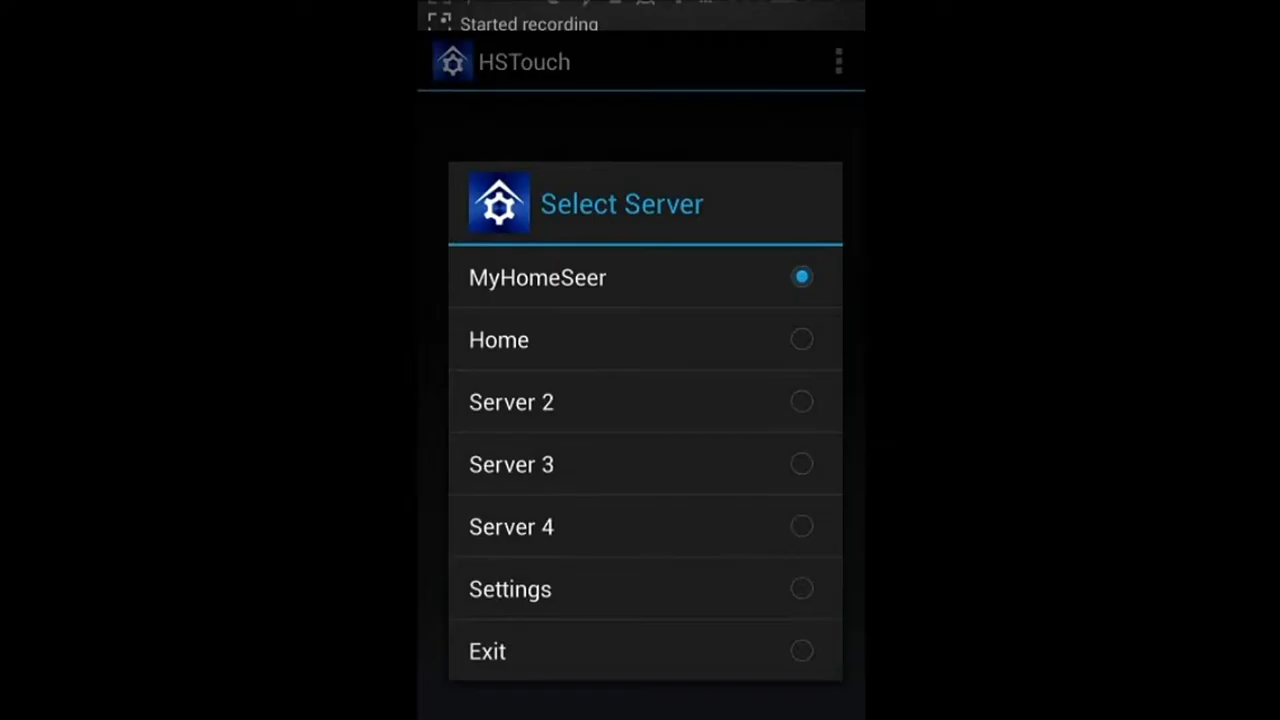 Started recording
HSTouch
Select Server
MyHomeSeer
Home
Server 2
Server 3
Server 4
Settings
Exit